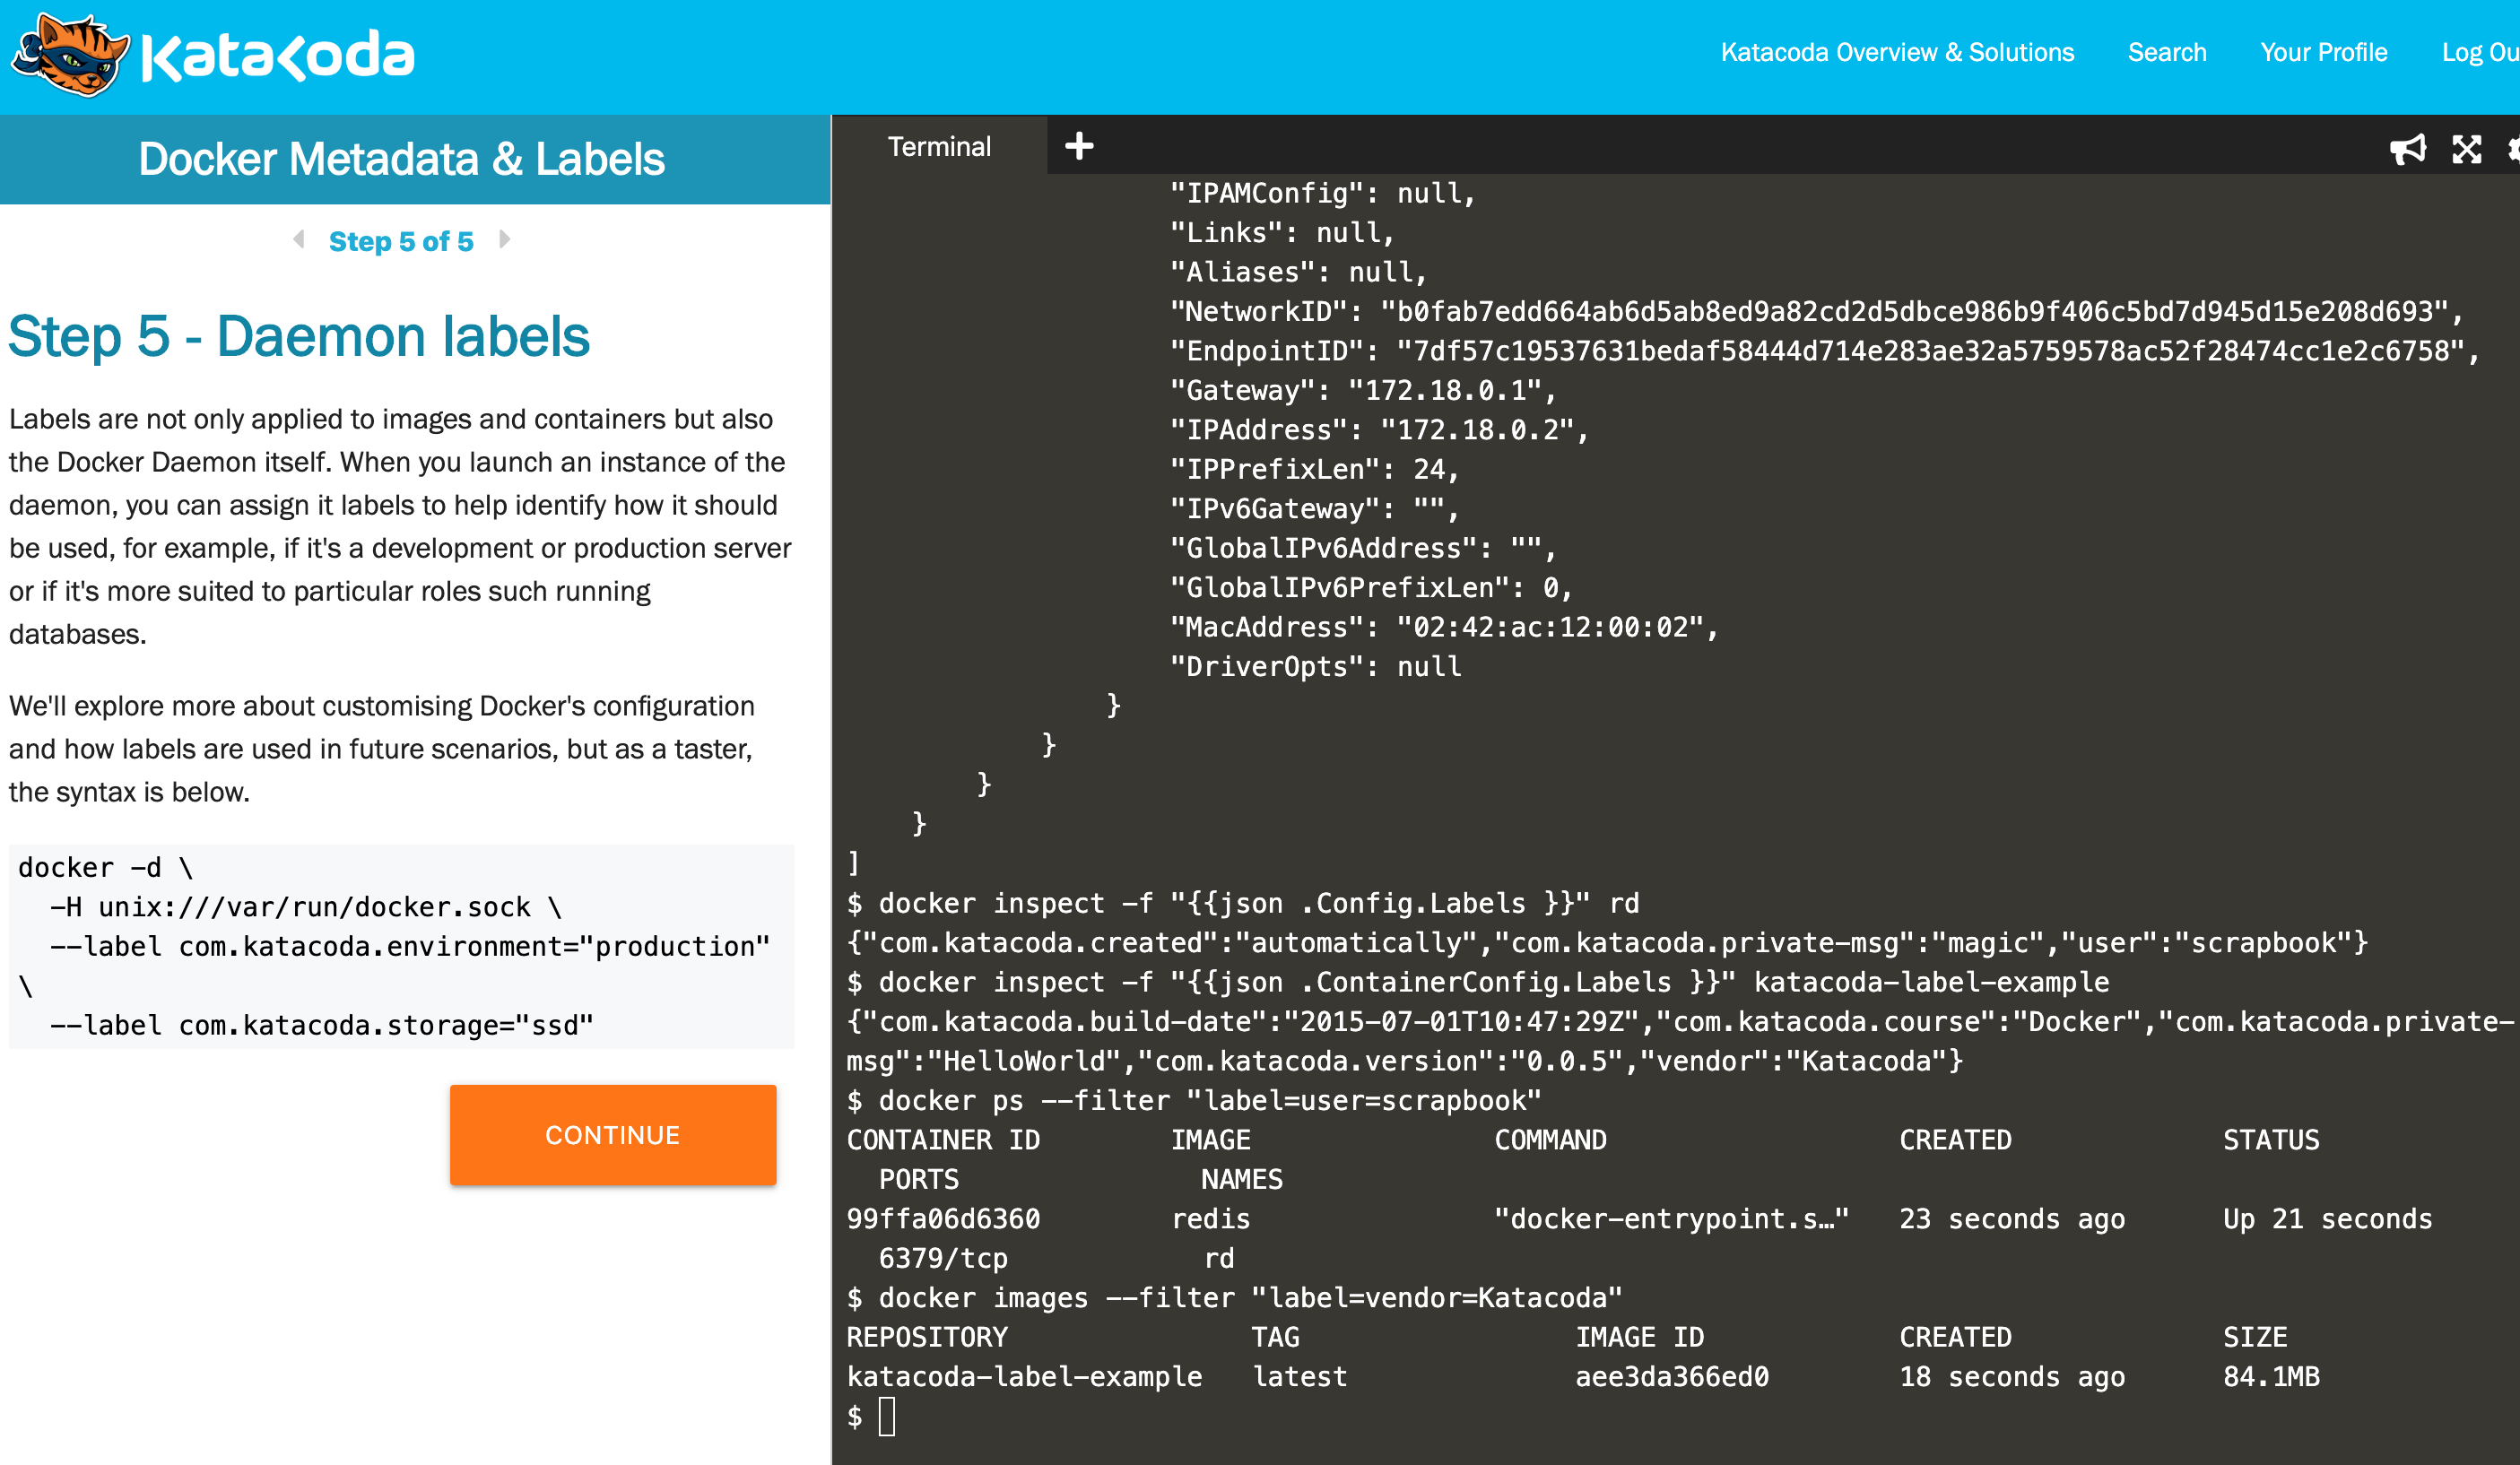 Katacoda
Katacoda Overview & Solutions
Search
Your Profile
Log Ou
Docker Metadata & Labels
Step 5 of 5
Step 5 - Daemon labels
Labels are not only applied to images and containers but also
the Docker Daemon itself. When you launch an instance of the
daemon, you can assign it labels to help identify how it should
be used, for example, if it's a development or production server
or if it's more suited to particular roles such running
databases.
We'll explore more about customising Docker's configuration
and how labels are used in future scenarios, but as a taster,
the syntax is below.
docker -d \
-H unix:///var/run/docker.sock \
--label com.katacoda.environment="production"
\
--label com.katacoda.storage="ssd"
CONTINUE
Terminal
"IPAMConfig": null,
"Links": null,
"Aliases": null,
"NetworkID": "b0fab7edd664ab6d5ab8ed9a82cd2d5dbce986b9f406c5bd7d945d15e208d693",
"EndpointID": "7df57c19537631bedaf58444d714e283ae32a5759578ac52f28474cc1e2c6758",
"Gateway": "172.18.0.1",
"IPAddress": "172.18.0.2",
"IPPrefixLen": 24,
"IPv6Gateway": "",
"GlobalIPv6Address": "",
"GlobalIPv6PrefixLen": 0,
"MacAddress": "02:42:ac:12:00:02",
"DriverOpts": null
}
}
}
}
]
$ docker inspect -f "{{json .Config.Labels }}" rd
{"com.katacoda.created":"automatically","com.katacoda.private-msg":"magic","user":"scrapbook"}
$ docker inspect -f "{{json .ContainerConfig.Labels }}" katacoda-label-example
{"com.katacoda.build-date":"2015-07-01T10:47:29Z","com.katacoda.course":"Docker","com.katacoda.private-
msg":"HelloWorld","com.katacoda.version":"0.0.5","vendor":"Katacoda"}
$ docker ps --filter "label=user=scrapbook"
CONTAINER ID IMAGE COMMAND CREATED STATUS
PORTS NAMES
99ffa06d6360 redis "docker-entrypoint.s…" 23 seconds ago Up 21 seconds
6379/tcp rd
$ docker images --filter "label=vendor=Katacoda"
REPOSITORY TAG IMAGE ID CREATED SIZE
katacoda-label-example latest aee3da366ed0 18 seconds ago 84.1MB
$